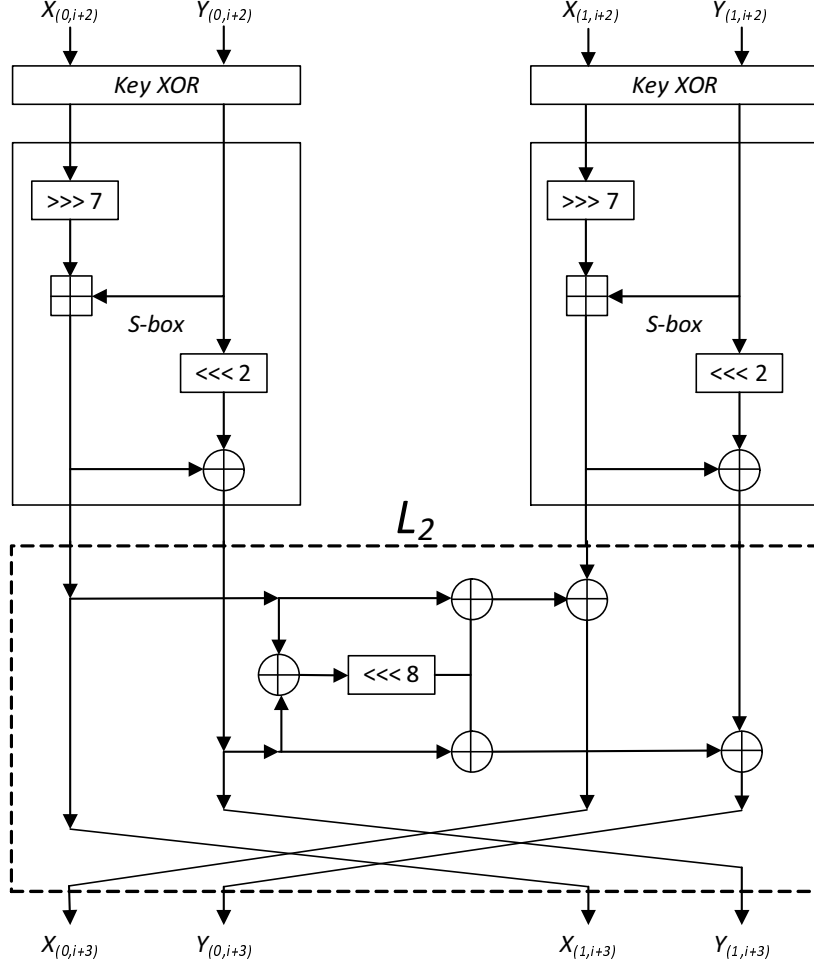 X(0,i+2) Y(0,i+2) X(1,i+2) Y(1,i+2)
Key XOR Key XOR
>>> 7 >>> 7
S-box S-box
<<< 2 <<< 2
L2
<<< 8
X(0,i+3) Y(0,i+3) X(1,i+3) Y(1,i+3)